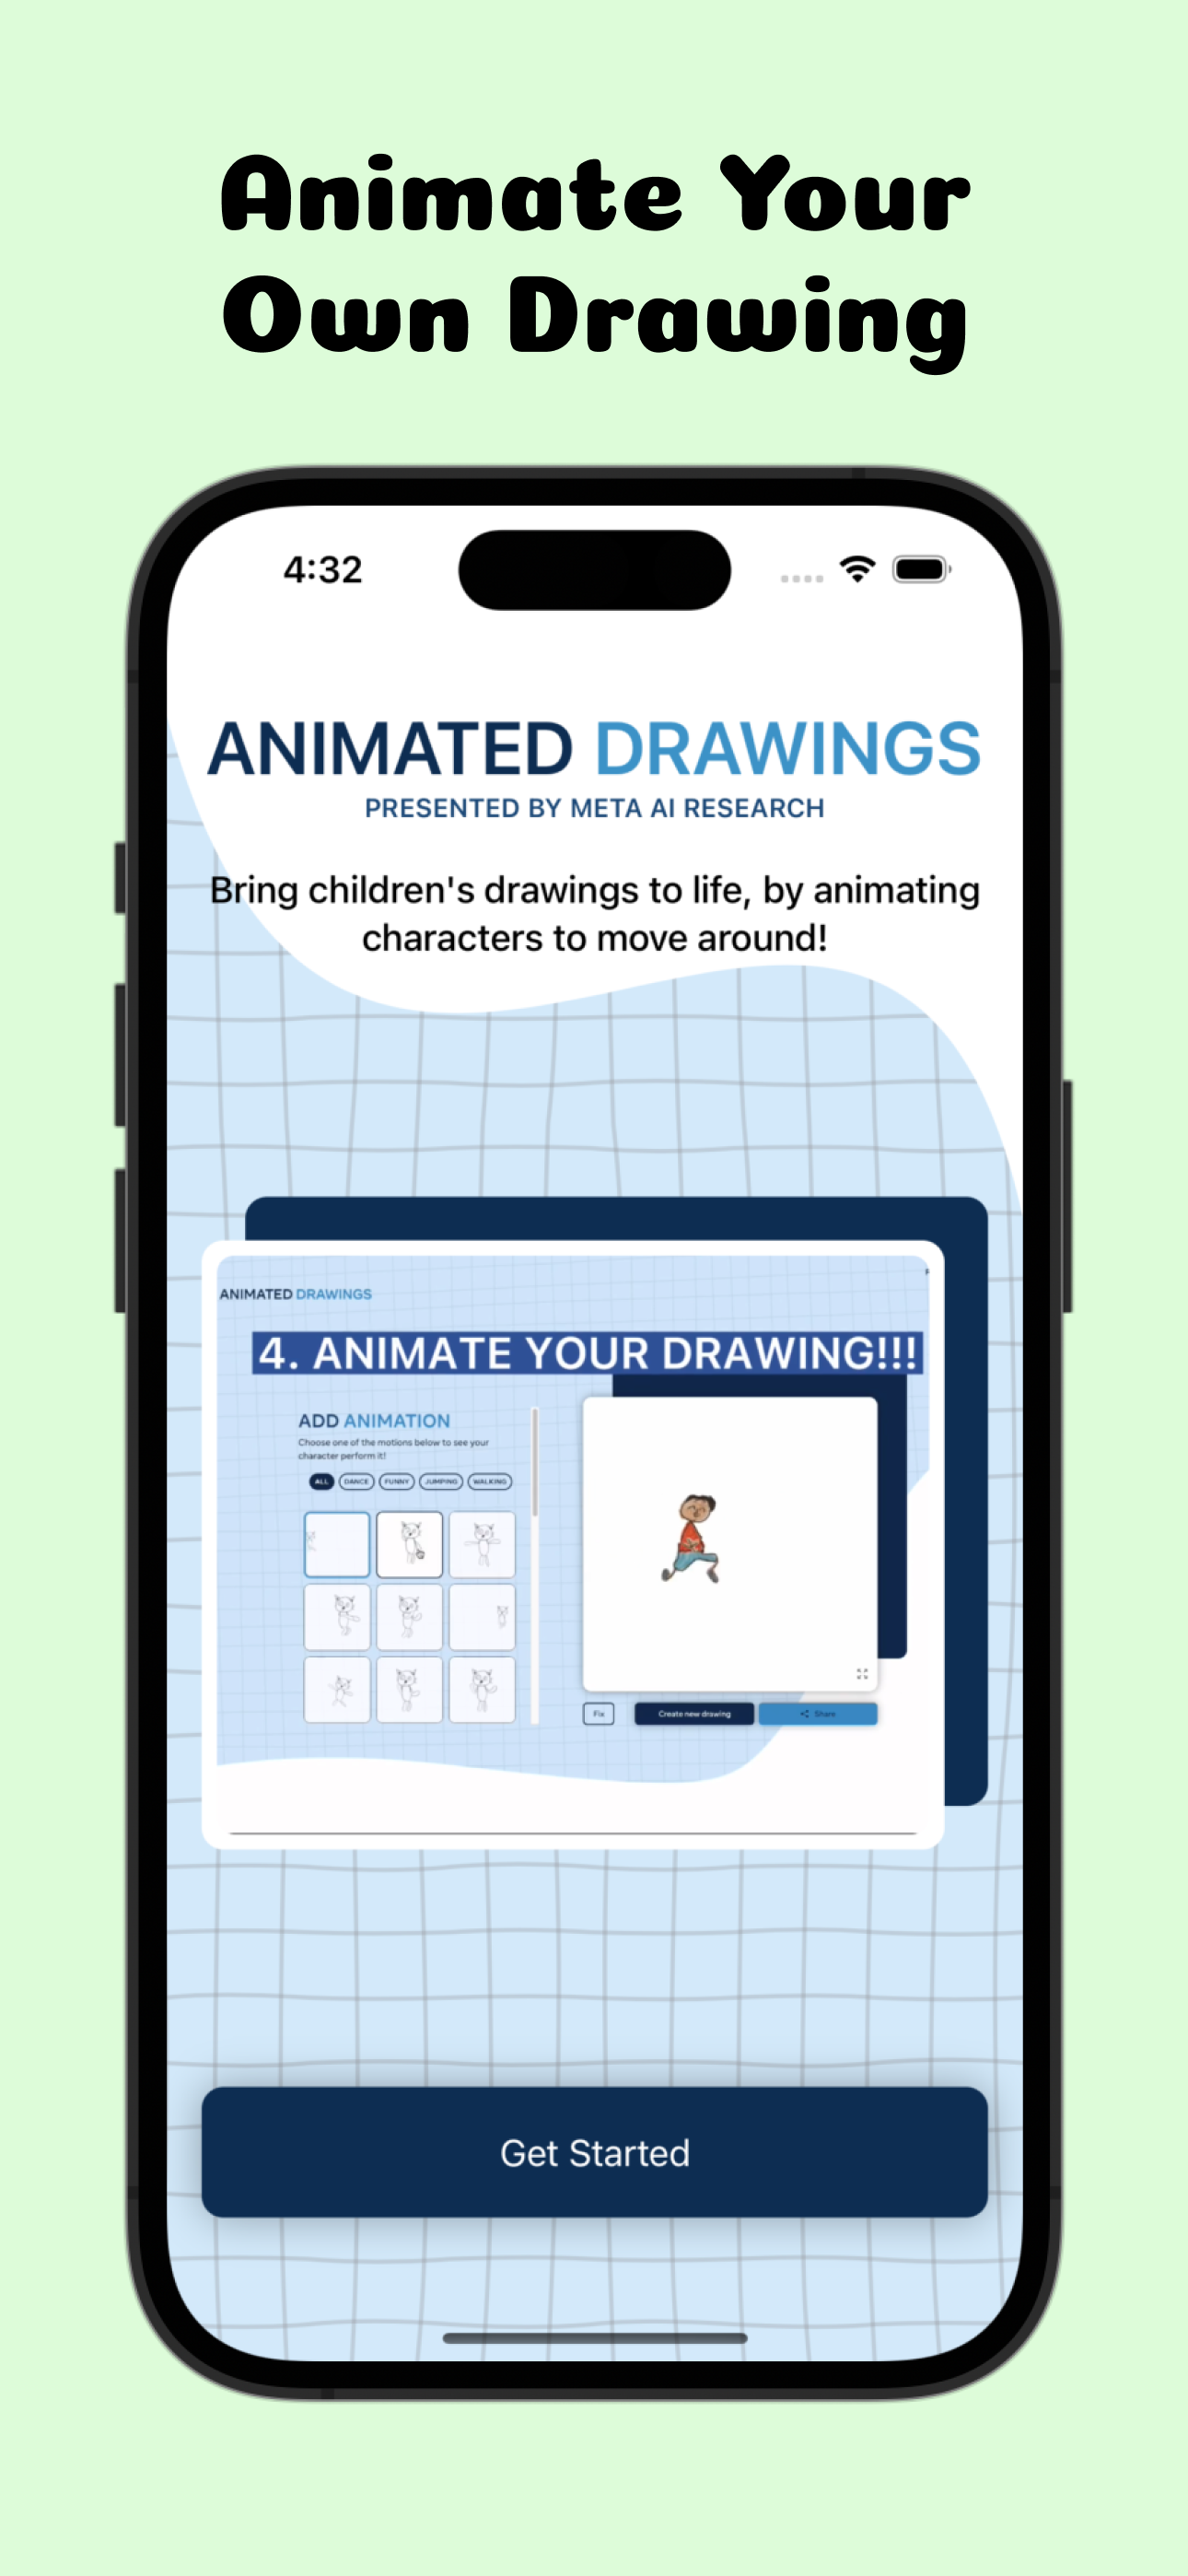 Animate Your
Own Drawing
4:32
ANIMATED DRAWINGS
PRESENTED BY META AI RESEARCH
Bring children's drawings to life, by animating
characters to move around!
ANIMATED DRAWINGS
4. ANIMATE YOUR DRAWING!!!
ADD ANIMATION
Choose one of the motions below to see your
character perform it!
ALL DANCE FUNNY JUMPING WALKING
Fix Create new drawing Share
Get Started